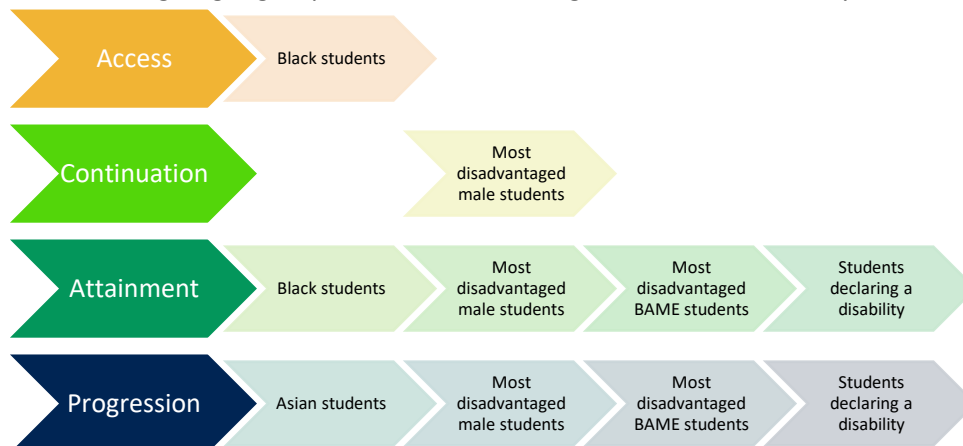 Access
Black students
Continuation
Most
disadvantaged
male students
Attainment
Black students
Most
disadvantaged
male students
Most
disadvantaged
BAME students
Students
declaring a
disability
Progression
Asian students
Most
disadvantaged
male students
Most
disadvantaged
BAME students
Students
declaring a
disability